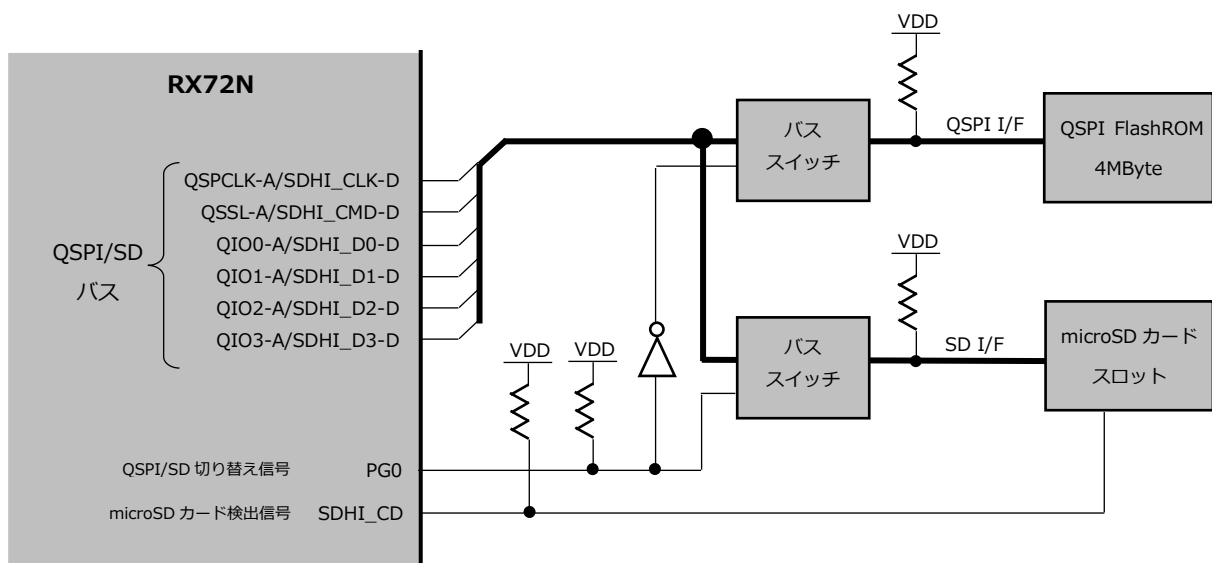 RX72N
QSPI/SD
バス
QSPCLK-A/SDHI_CLK-D
QSSL-A/SDHI_CMD-D
QIO0-A/SDHI_D0-D
QIO1-A/SDHI_D1-D
QIO2-A/SDHI_D2-D
QIO3-A/SDHI_D3-D
QSPI/SD 切り替え信号 PG0
microSD カード検出信号 SDHI_CD
VDD
VDD
バス
スイッチ
VDD
QSPI I/F
QSPI FlashROM
4MByte
バス
スイッチ
VDD
SD I/F
microSD カード
スロット